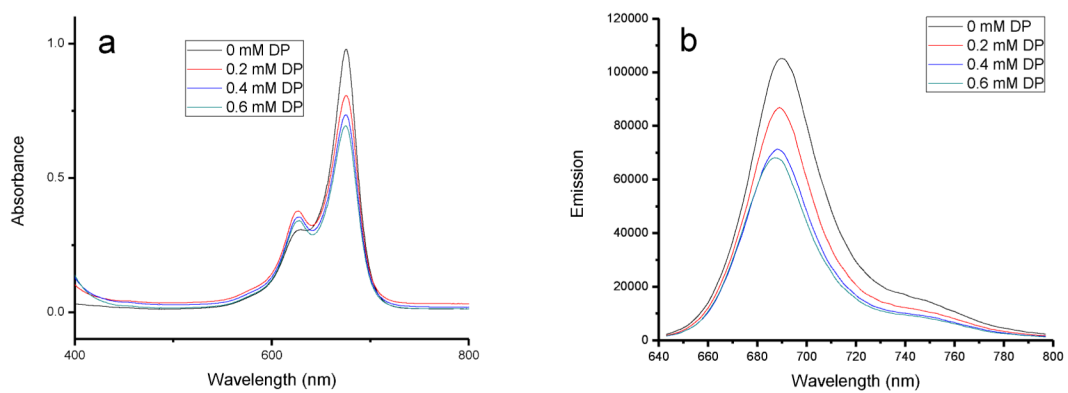 a
0 mM DP
0.2 mM DP
0.4 mM DP
0.6 mM DP
1.0
0.5
0.0
Absorbance
400
600
800
Wavelength (nm)
b
0 mM DP
0.2 mM DP
0.4 mM DP
0.6 mM DP
120000
100000
80000
60000
40000
20000
0
Emission
640
660
680
700
720
740
760
780
800
Wavelength (nm)